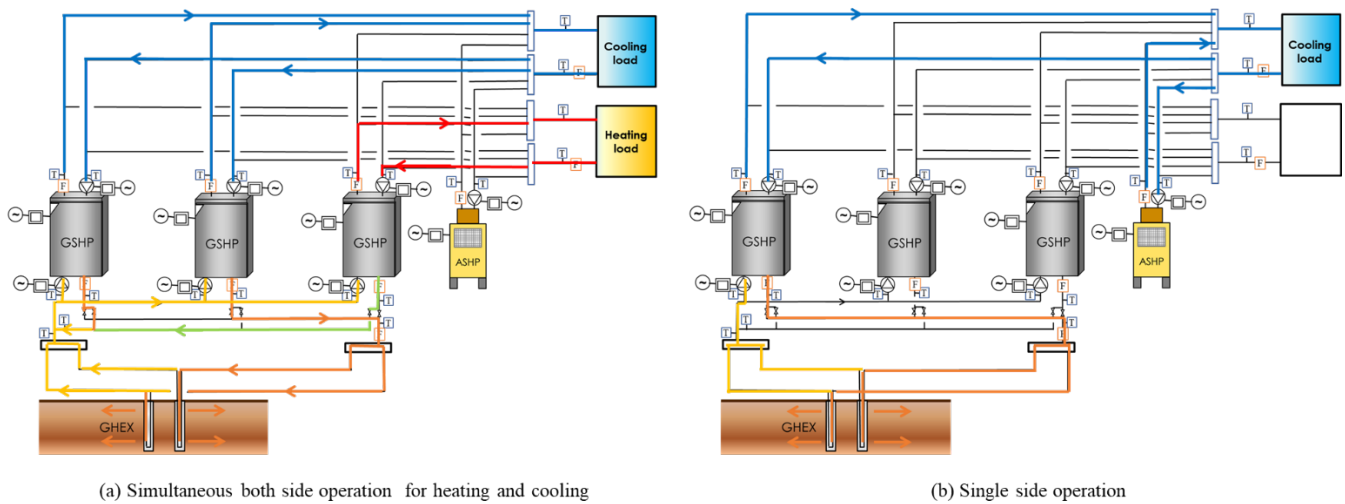 T
Cooling
load
T
F
T
Heating
load
T
F
T
T
T
T
T
T
T
T
F
F
F
F
~
~
~
~
~
~
~
~
GSHP
GSHP
GSHP
ASHP
~
~
~
F
F
F
T
T
T
T
T
T
T
T
T
F
GHEX
(a) Simultaneous both side operation for heating and cooling
T
Cooling
load
T
F
T
T
F
T
T
T
T
T
T
T
T
F
F
F
F
~
~
~
~
~
~
~
~
GSHP
GSHP
GSHP
ASHP
~
~
~
F
F
F
T
T
T
T
T
T
T
T
T
F
GHEX
(b) Single side operation